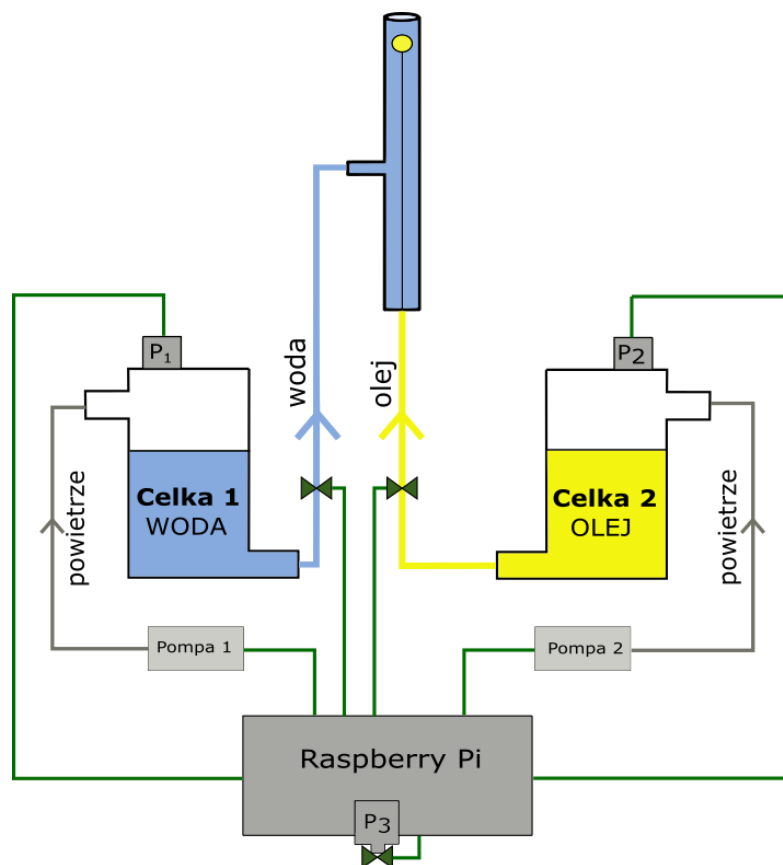 woda
olej
P1
P2
Celka 1
WODA
Celka 2
OLEJ
powietrze
powietrze
Pompa 1
Pompa 2
Raspberry Pi
P3